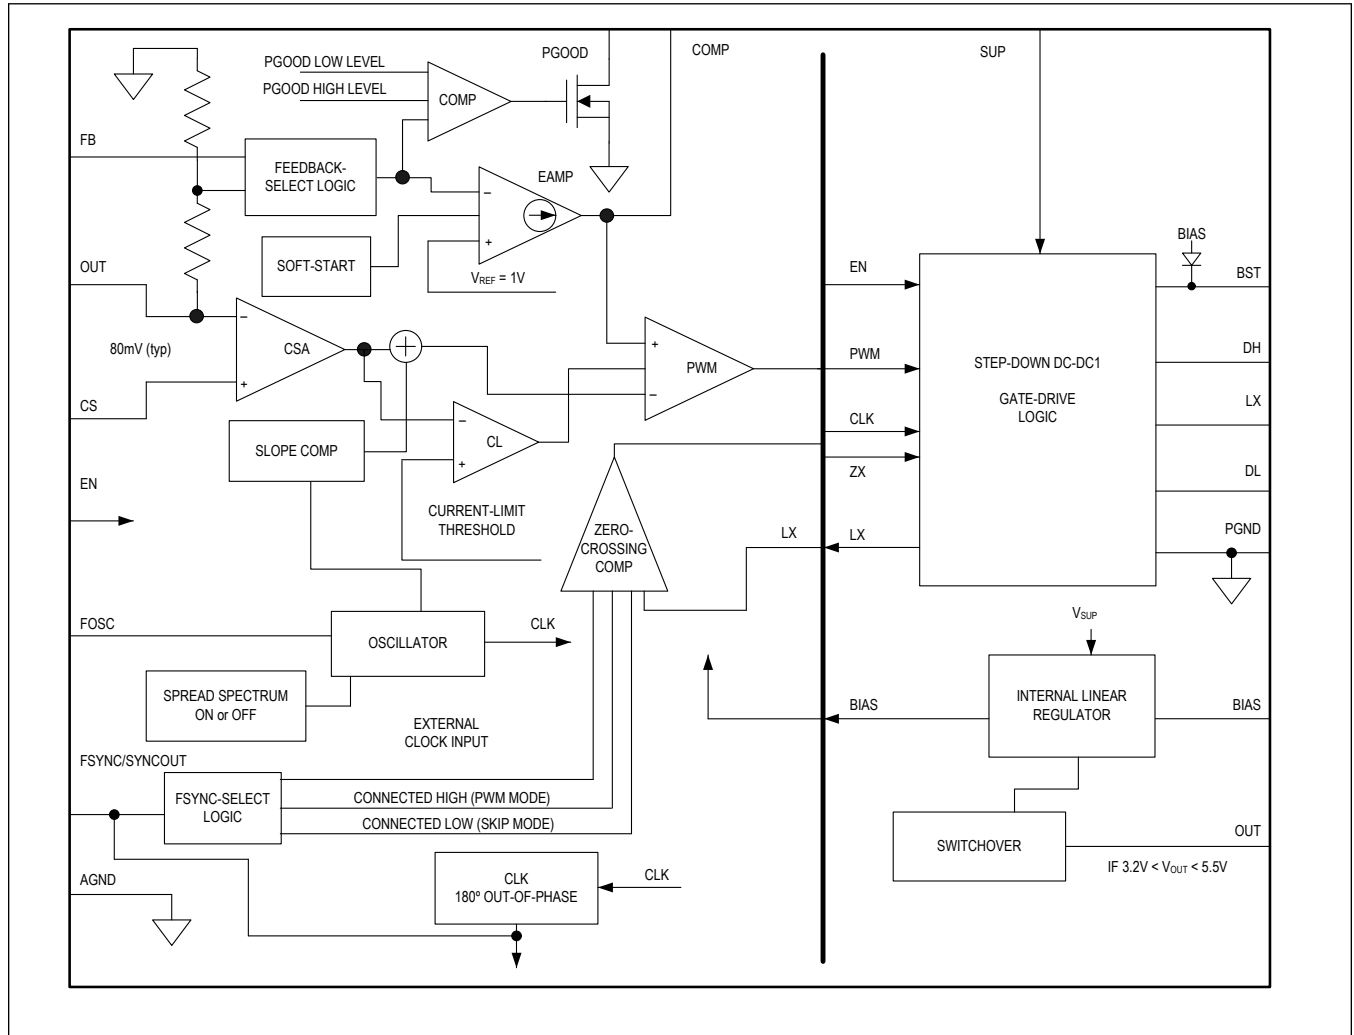 PGOOD
COMP
SUP
PGOOD LOW LEVEL
PGOOD HIGH LEVEL
COMP
FB
FEEDBACK-
SELECT LOGIC
EAMP
−
+
VREF = 1V
SOFT-START
OUT
80mV (typ)
−
+
CSA
CS
+
−
PWM
SLOPE COMP
−
+
CL
CURRENT-LIMIT
THRESHOLD
EN
ZERO-
CROSSING
COMP
LX
FOSC
OSCILLATOR
CLK
SPREAD SPECTRUM
ON or OFF
EXTERNAL
CLOCK INPUT
FSYNC/SYNCOUT
FSYNC-SELECT
LOGIC
CONNECTED HIGH (PWM MODE)
CONNECTED LOW (SKIP MODE)
AGND
CLK
180º OUT-OF-PHASE
CLK
EN
PWM
CLK
ZX
LX
STEP-DOWN DC-DC1
GATE-DRIVE
LOGIC
BIAS
BST
DH
LX
DL
PGND
VSUP
INTERNAL LINEAR
REGULATOR
BIAS
BIAS
SWITCHOVER
OUT
IF 3.2V < VOUT < 5.5V